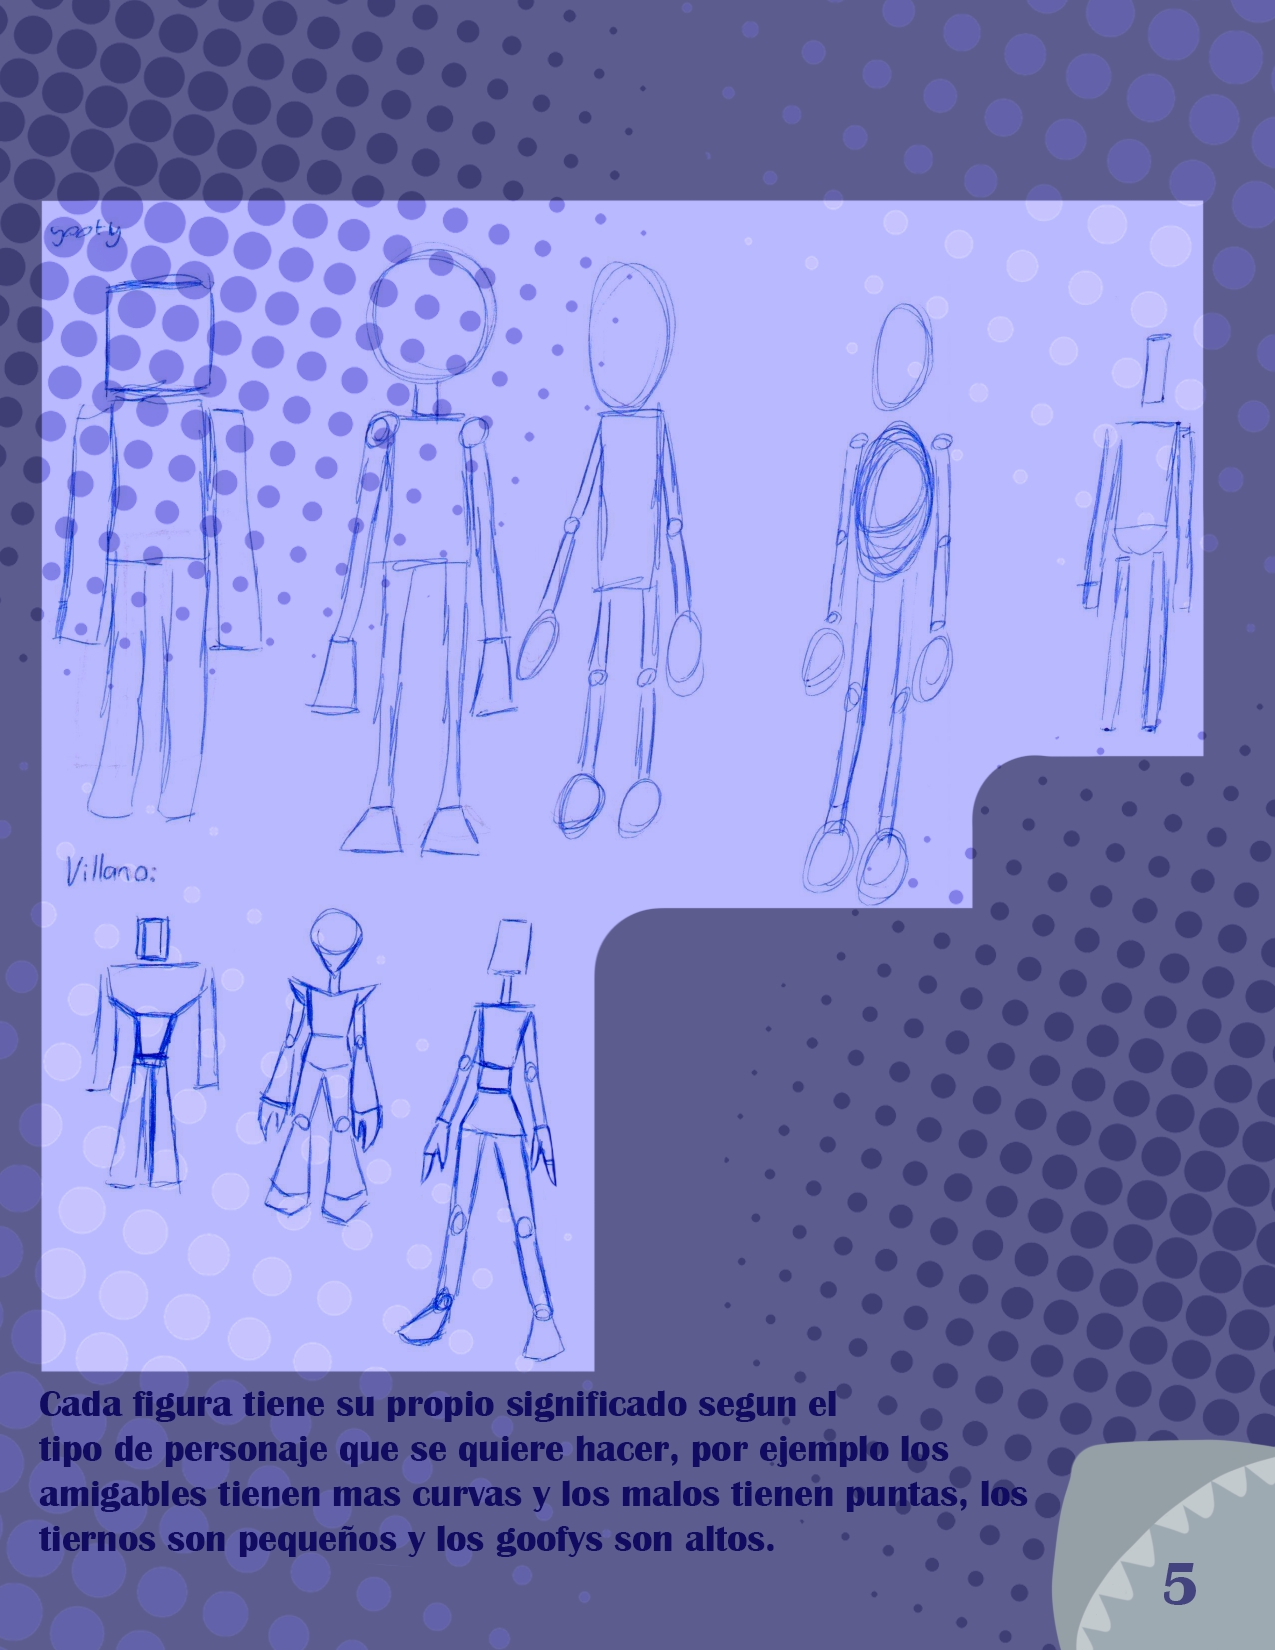 yooty
Villano:
Cada figura tiene su propio significado segun el
tipo de personaje que se quiere hacer, por ejemplo los
amigables tienen mas curvas y los malos tienen puntas, los
tiernos son pequeños y los goofys son altos.
5